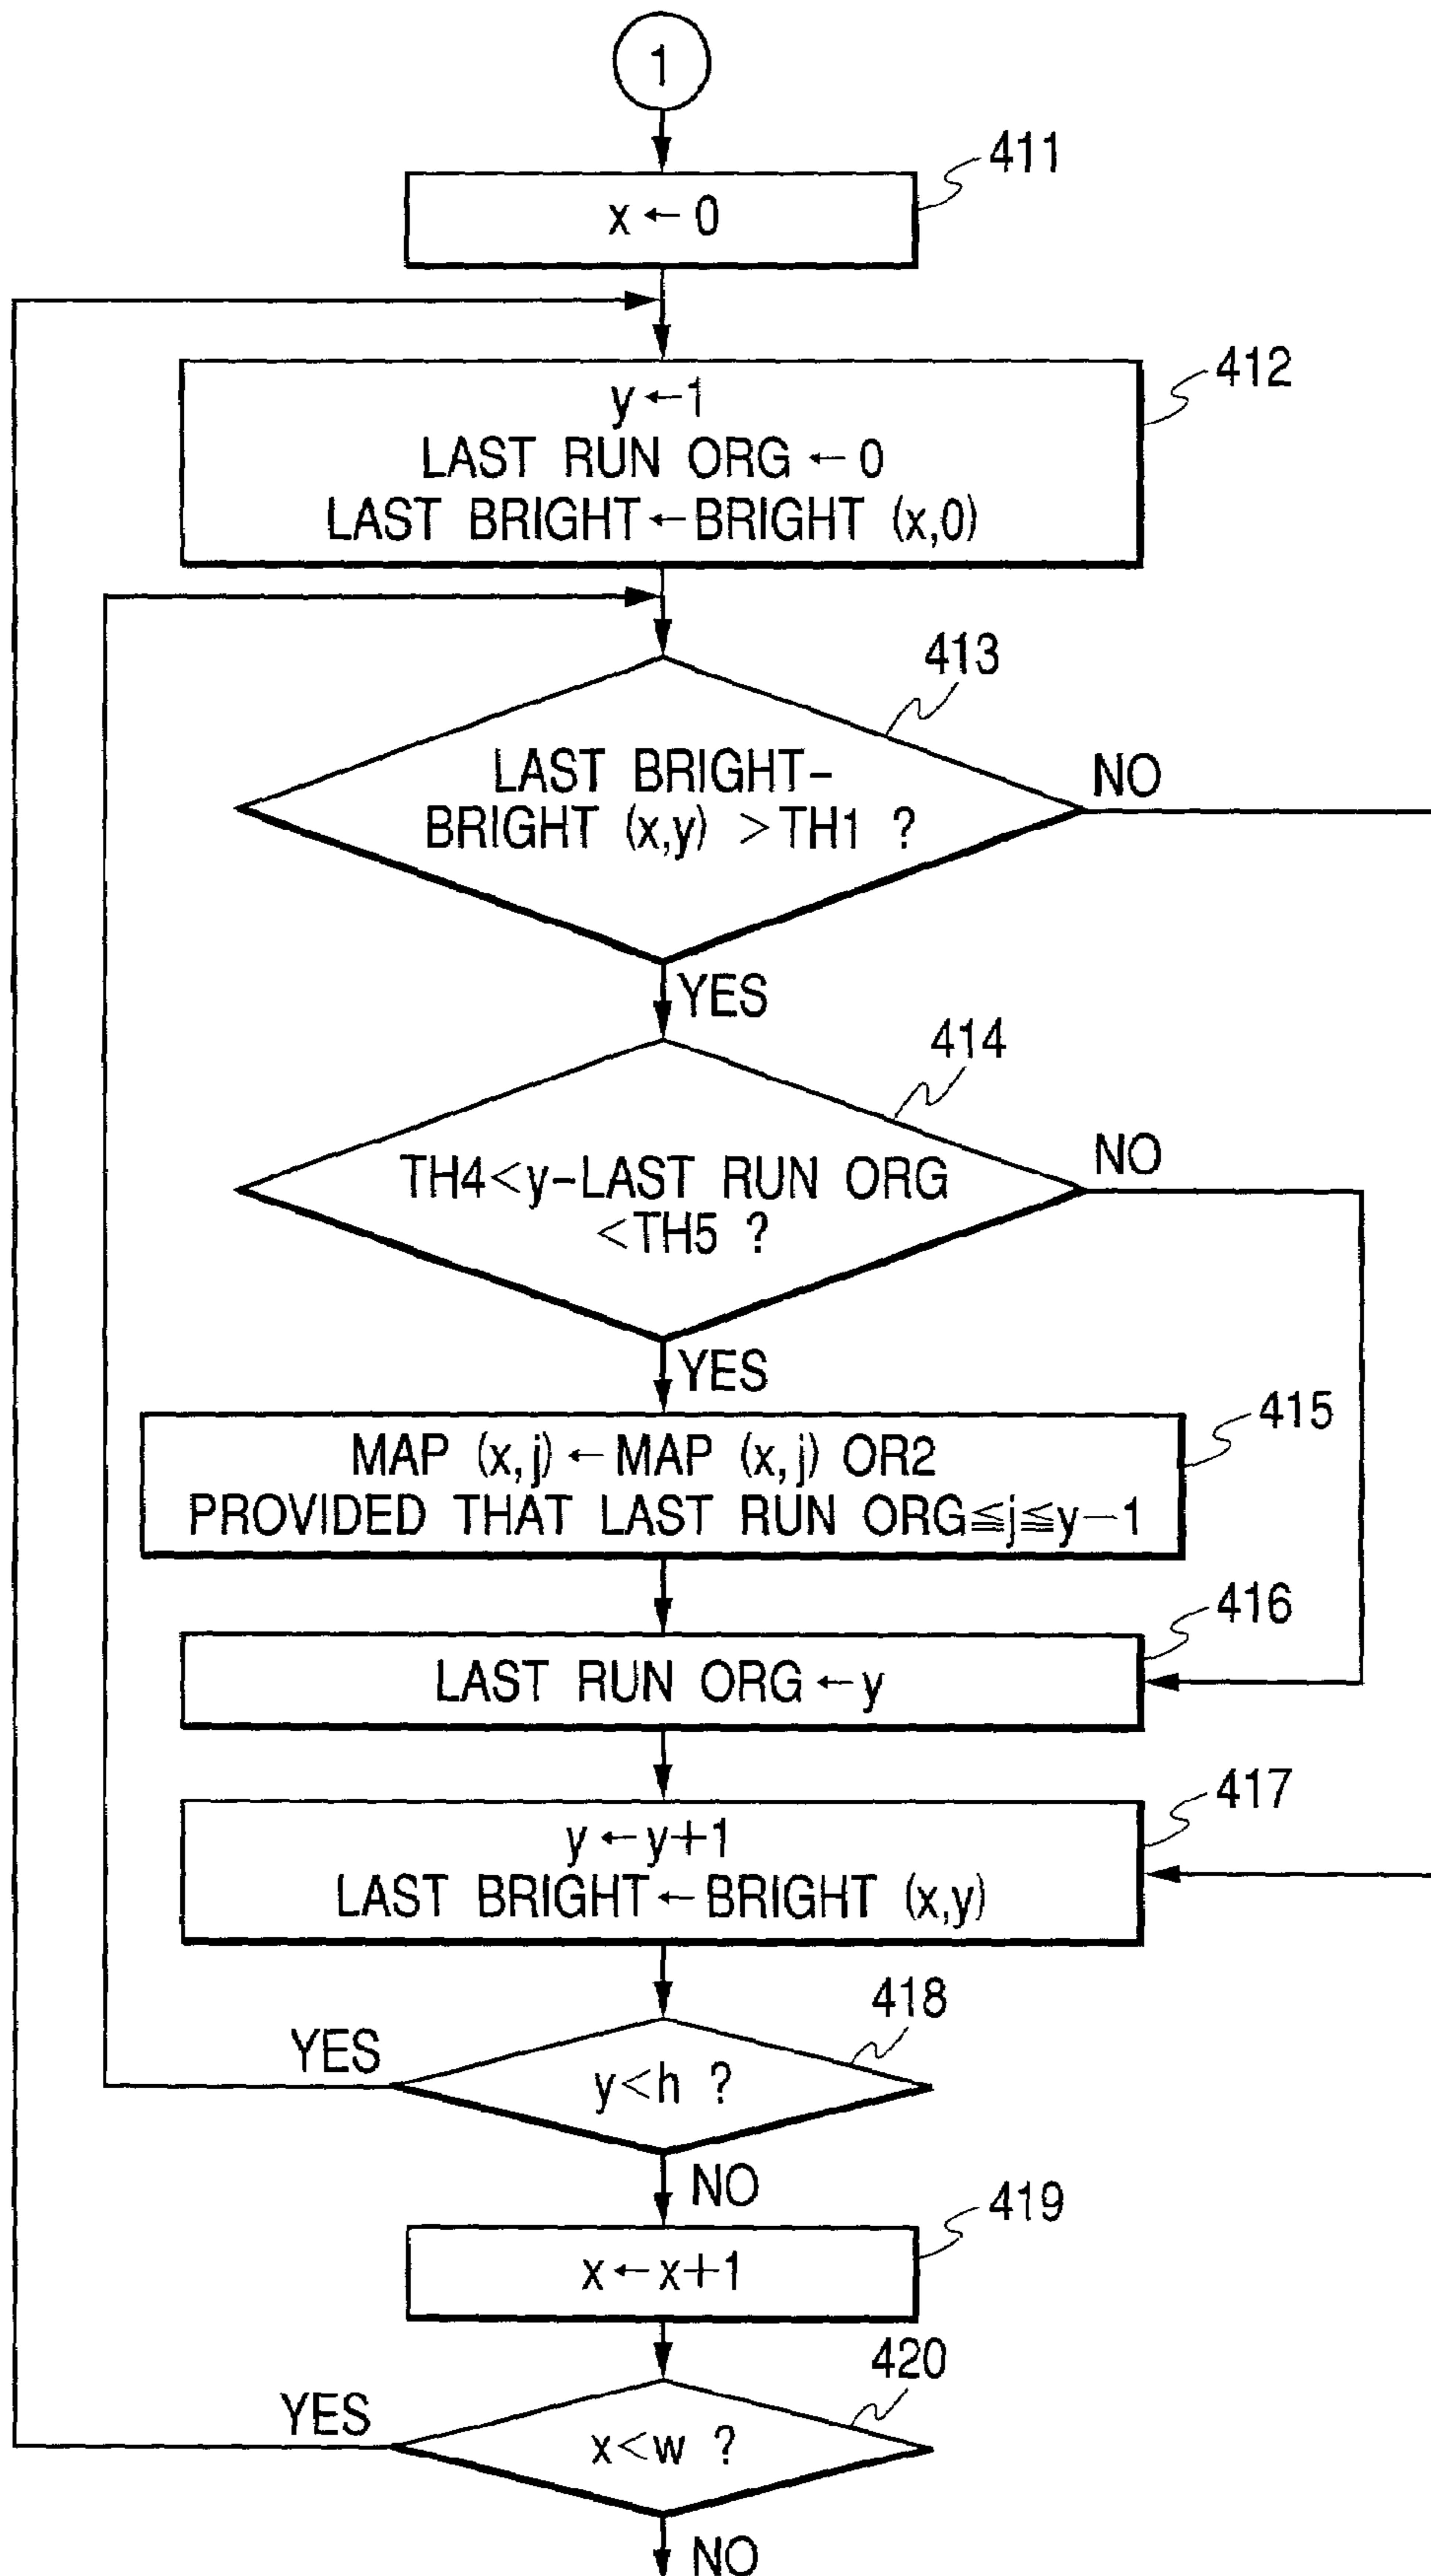 1
411
x←0
412
y←1
LAST RUN ORG←0
LAST BRIGHT←BRIGHT (x,0)
413
LAST BRIGHT-
BRIGHT (x,y) >TH1 ?
NO
YES
414
TH4<y-LAST RUN ORG
<TH5 ?
NO
YES
415
MAP (x,j)←MAP (x,j) OR2
PROVIDED THAT LAST RUN ORG≦j≦y-1
416
LAST RUN ORG←y
417
y←y+1
LAST BRIGHT←BRIGHT (x,y)
418
YES
y<h ?
NO
419
x←x+1
420
YES
x<w ?
NO